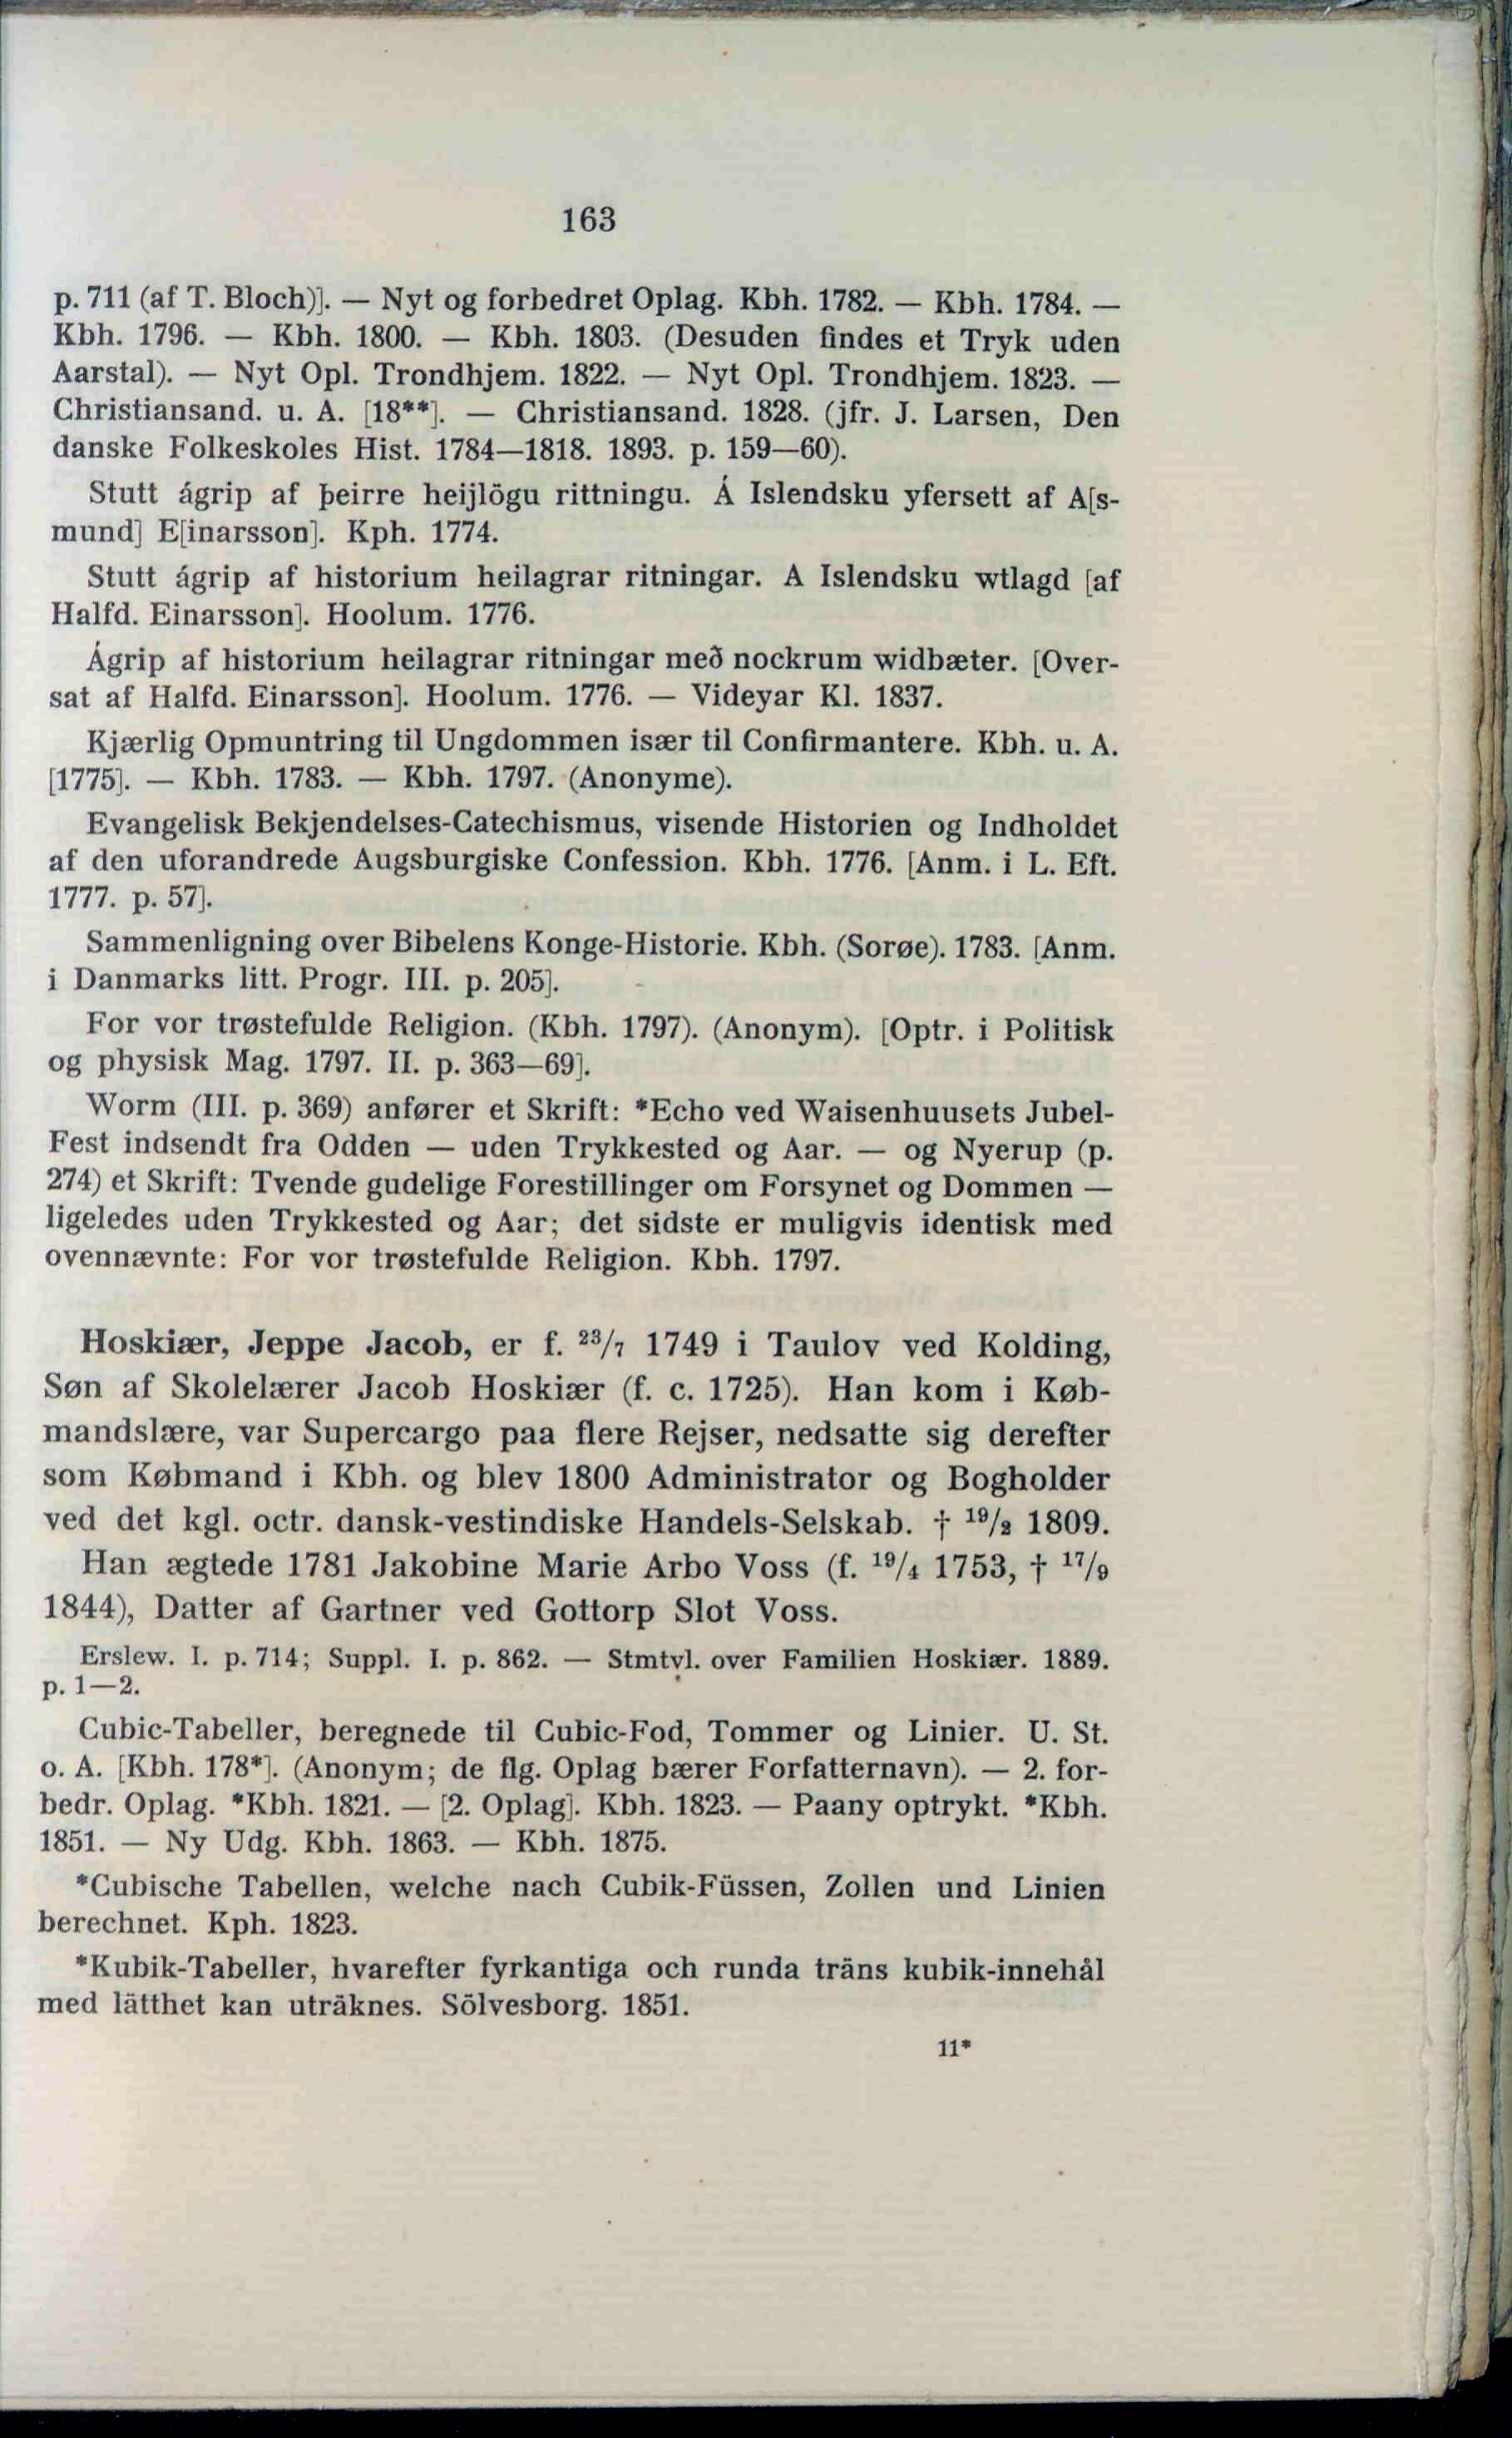 163
p. 711 (af T. Bloch)]. — Nyt og forbedret Oplag. Kbh. 1782. — Kbh. 1784. —
Kbh. 1796. — Kbh. 1800. — Kbh. 1803. (Desuden findes et Tryk uden
Aarstal). — Nyt Opl. Trondhjem. 1822. — Nyt Opl. Trondhjem. 1823. —
Christiansand. u. A. [18**]. — Christiansand. 1828. (jfr. J. Larsen, Den
danske Folkeskoles Hist. 1784—1818. 1893. p. 159—60).
Stutt ágrip af þeirre heijlögu rittningu. Á Islendsku yfersett af A[s-
mund] E[inarsson]. Kph. 1774.
Stutt ágrip af historium heilagrar ritningar. A Islendsku wtlagd [af
Halfd. Einarsson]. Hoolum. 1776.
Ágrip af historium heilagrar ritningar með nockrum widbæter. [Over-
sat af Halfd. Einarsson]. Hoolum. 1776. — Videyar Kl. 1837.
Kjærlig Opmuntring til Ungdommen især til Confirmantere. Kbh. u. A.
[1775]. — Kbh. 1783. — Kbh. 1797. (Anonyme).
Evangelisk Bekjendelses-Catechismus, visende Historien og Indholdet
af den uforandrede Augsburgiske Confession. Kbh. 1776. [Anm. i L. Eft.
1777. p. 57].
Sammenligning over Bibelens Konge-Historie. Kbh. (Sorøe). 1783. [Anm.
i Danmarks litt. Progr. III. p. 205].
For vor trøstefulde Religion. (Kbh. 1797). (Anonym). [Optr. i Politisk
og physisk Mag. 1797. II. p. 363—69].
Worm (III. p. 369) anfører et Skrift: *Echo ved Waisenhuusets Jubel-
Fest indsendt fra Odden — uden Trykkested og Aar. — og Nyerup (p.
274) et Skrift: Tvende gudelige Forestillinger om Forsynet og Dommen —
ligeledes uden Trykkested og Aar; det sidste er muligvis identisk med
ovennævnte: For vor trøstefulde Religion. Kbh. 1797.
Hoskiær, Jeppe Jacob, er f. 23/7 1749 i Taulov ved Kolding,
Søn af Skolelærer Jacob Hoskiær (f. c. 1725). Han kom i Køb-
mandslære, var Supercargo paa flere Rejser, nedsatte sig derefter
som Købmand i Kbh. og blev 1800 Administrator og Bogholder
ved det kgl. octr. dansk-vestindiske Handels-Selskab. † 19/2 1809.
Han ægtede 1781 Jakobine Marie Arbo Voss (f. 19/4 1753, † 17/9
1844), Datter af Gartner ved Gottorp Slot Voss.
Erslew. I. p. 714; Suppl. I. p. 862. — Stmtvl. over Familien Hoskiær. 1889.
p. 1—2.
Cubic-Tabeller, beregnede til Cubic-Fod, Tommer og Linier. U. St.
o. A. [Kbh. 178*]. (Anonym; de flg. Oplag bærer Forfatternavn). — 2. for-
bedr. Oplag. *Kbh. 1821. — [2. Oplag]. Kbh. 1823. — Paany optrykt. *Kbh.
1851. — Ny Udg. Kbh. 1863. — Kbh. 1875.
*Cubische Tabellen, welche nach Cubik-Füssen, Zollen und Linien
berechnet. Kph. 1823.
*Kubik-Tabeller, hvarefter fyrkantiga och runda träns kubik-innehål
med lätthet kan uträknes. Sölvesborg. 1851.
11*